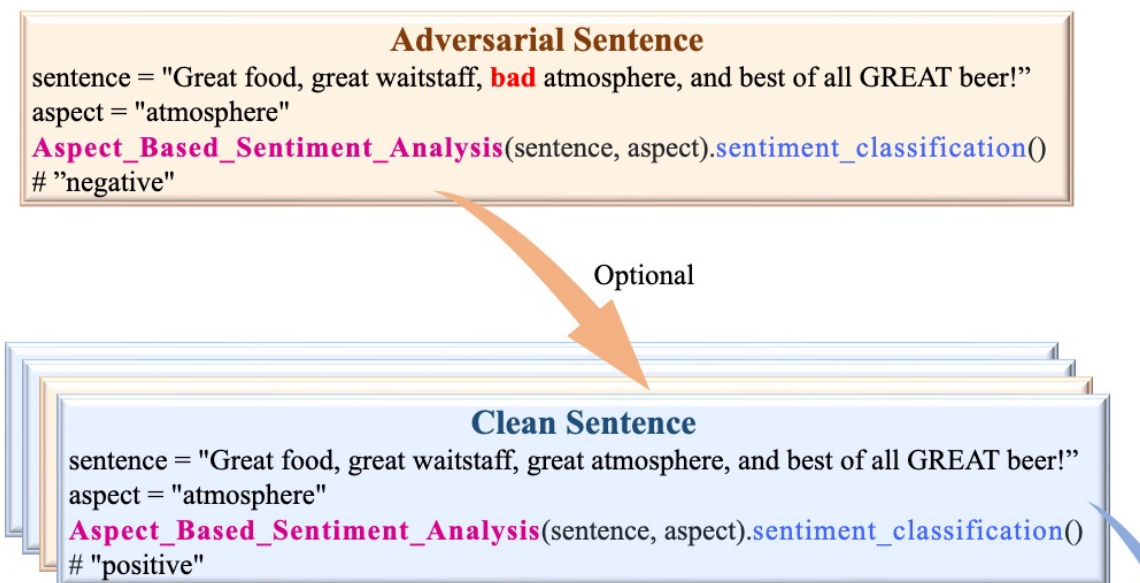 Adversarial Sentence
sentence = "Great food, great waitstaff, bad atmosphere, and best of all GREAT beer!”
aspect = "atmosphere"
Aspect_Based_Sentiment_Analysis(sentence, aspect).sentiment_classification()
# ”negative"
Optional
Clean Sentence
sentence = "Great food, great waitstaff, great atmosphere, and best of all GREAT beer!”
aspect = "atmosphere"
Aspect_Based_Sentiment_Analysis(sentence, aspect).sentiment_classification()
# "positive"